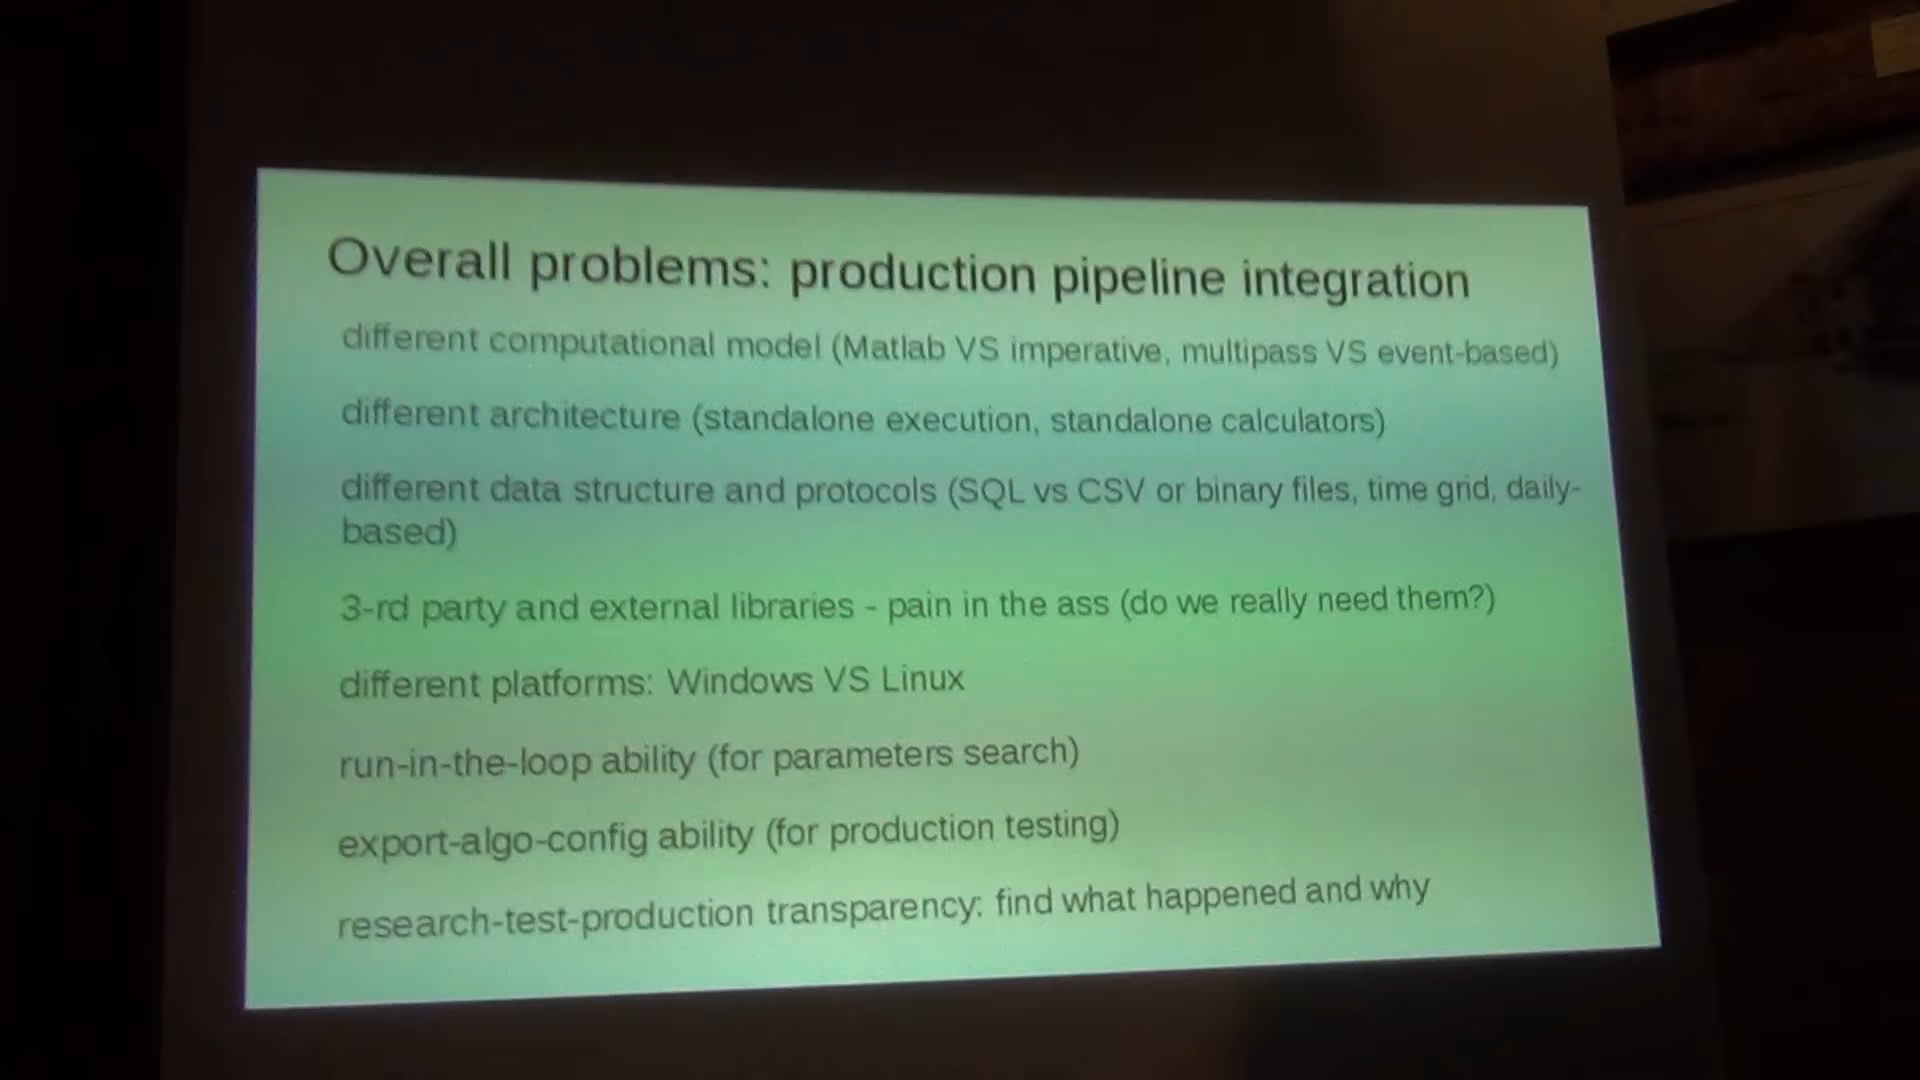 Overall problems: production pipeline integration
different computational model (Matlab VS imperative, multipass VS event-based)
different architecture (standalone execution, standalone calculators)
different data structure and protocols (SQL vs CSV or binary files, time grid, daily-
based)
3-rd party and external libraries - pain in the ass (do we really need them?)
different platforms: Windows VS Linux
run-in-the-loop ability (for parameters search)
export-algo-config ability (for production testing)
research-test-production transparency: find what happened and why